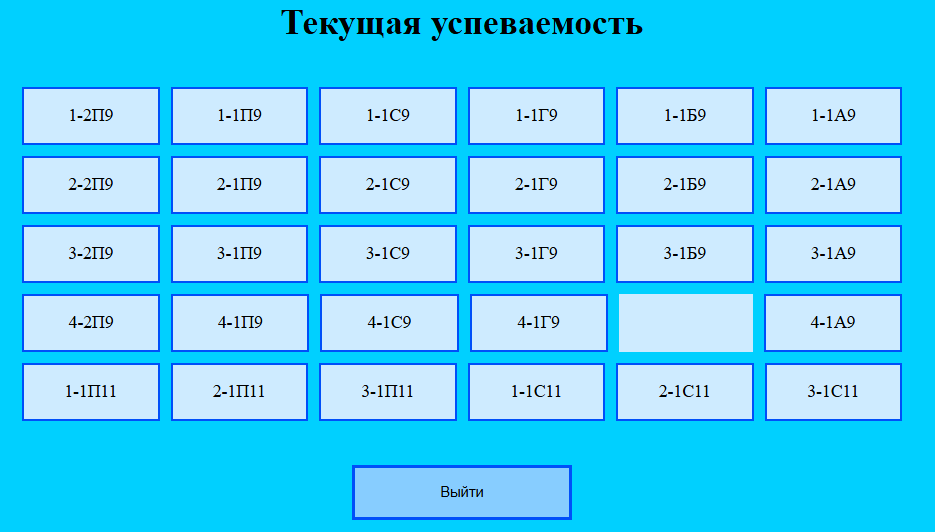 Текущая успеваемость
1-2П9 1-1П9 1-1С9 1-1Г9 1-1Б9 1-1А9
2-2П9 2-1П9 2-1С9 2-1Г9 2-1Б9 2-1А9
3-2П9 3-1П9 3-1С9 3-1Г9 3-1Б9 3-1А9
4-2П9 4-1П9 4-1С9 4-1Г9 4-1А9
1-1П11 2-1П11 3-1П11 1-1С11 2-1С11 3-1С11
Выйти